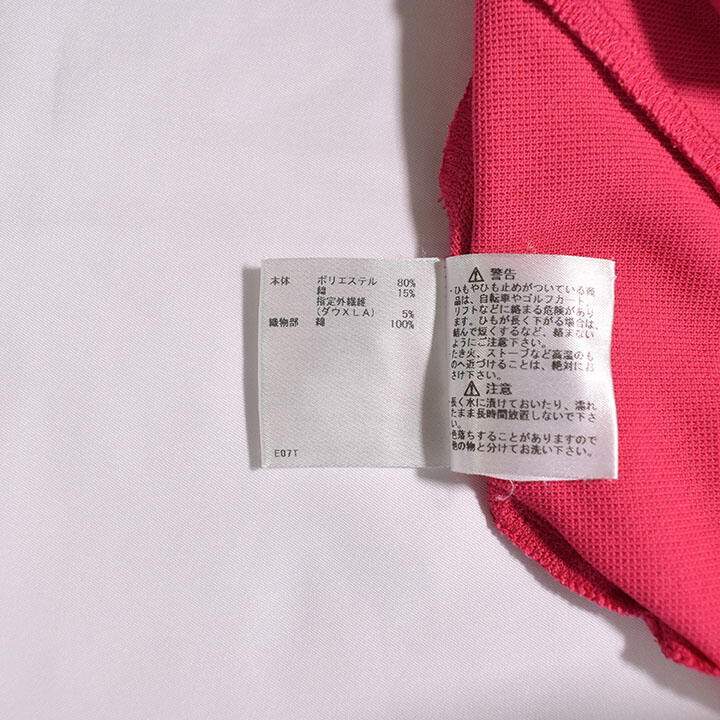 本体 ポリエステル 80%
綿 15%
指定外繊維
(ダウXLA) 5%
織物部 綿 100%
E07T
⚠ 警告
・ひもやひも止めがついている商
品は、自転車やゴルフカート、
リフトなどに絡まる危険があり
ます。ひもが長く下がる場合は、
結んで短くするなど、絡まない
ようにご注意下さい。
たき火、ストーブなど高温のも
のへ近づけることは、絶対にお
さけ下さい。
⚠ 注意
長く水に漬けておいたり、濡れ
たまま長時間放置しないで下さ
い。
色落ちすることがありますので
他の物と分けてお洗い下さい。